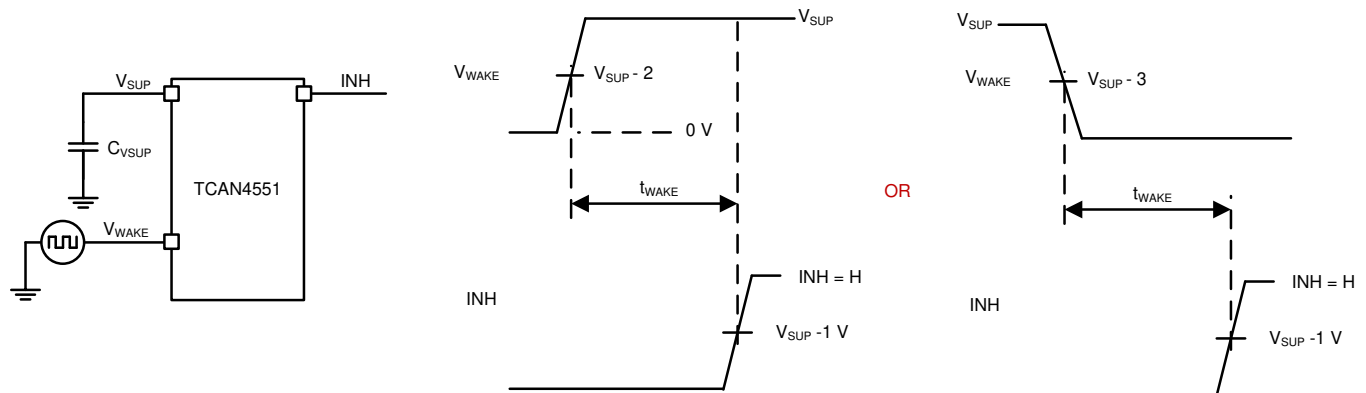 VSUP
INH
CVSUP
TCAN4551
VWAKE
VSUP
VWAKE
VSUP - 2
0 V
tWAKE
INH
INH = H
VSUP -1 V
OR
VSUP
VWAKE
VSUP - 3
tWAKE
INH
INH = H
VSUP -1 V